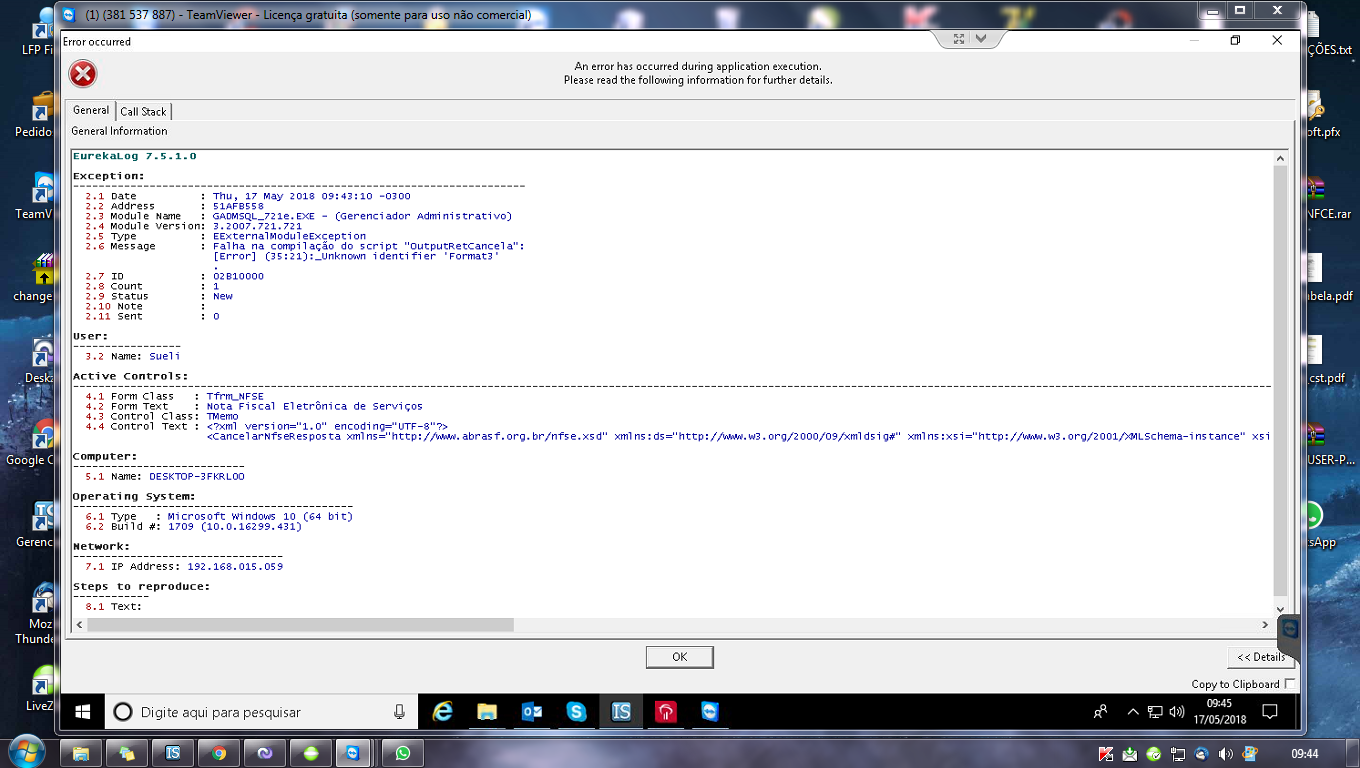 (1) (381 537 887) - TeamViewer - Licença gratuita (somente para uso não comercial)
Error occurred
An error has occurred during application execution.
Please read the following information for further details.
General
Call Stack
General Information
EurekaLog 7.5.1.0
Exception:
2.1 Date : Thu, 17 May 2018 09:43:10 -0300
2.2 Address : 51AFB558
2.3 Module Name : GADMSQL_721e.EXE - (Gerenciador Administrativo)
2.4 Module Version: 3.2007.721.721
2.5 Type : EExternalModuleException
2.6 Message : Falha na compilação do script "OutputRetCancela":
[Error] (35:21):_Unknown identifier 'Format3'
.
2.7 ID : 02B10000
2.8 Count : 1
2.9 Status : New
2.10 Note :
2.11 Sent : 0
User:
3.2 Name: Sueli
Active Controls:
4.1 Form Class : Tfrm_NFSE
4.2 Form Text : Nota Fiscal Eletrônica de Serviços
4.3 Control Class: TMemo
4.4 Control Text : <?xml version="1.0" encoding="UTF-8"?>
<CancelarNfseResposta xmlns="http://www.abrasf.org.br/nfse.xsd" xmlns:ds="http://www.w3.org/2000/09/xmldsig#" xmlns:xsi="http://www.w3.org/2001/XMLSchema-instance" xsi
Computer:
5.1 Name: DESKTOP-3FKRL00
Operating System:
6.1 Type : Microsoft Windows 10 (64 bit)
6.2 Build #: 1709 (10.0.16299.431)
Network:
7.1 IP Address: 192.168.015.059
Steps to reproduce:
8.1 Text:
OK
<< Details
Copy to Clipboard
Digite aqui para pesquisar
09:45
17/05/2018
LFP Fi
Pedido
TeamV
change
Deska
Google C
Gerenc
Moz
Thunde
LiveZ
ÇÕES.txt
oft.pfx
NFCE.rar
abela.pdf
_cst.pdf
USER-P...
tsApp
09:44